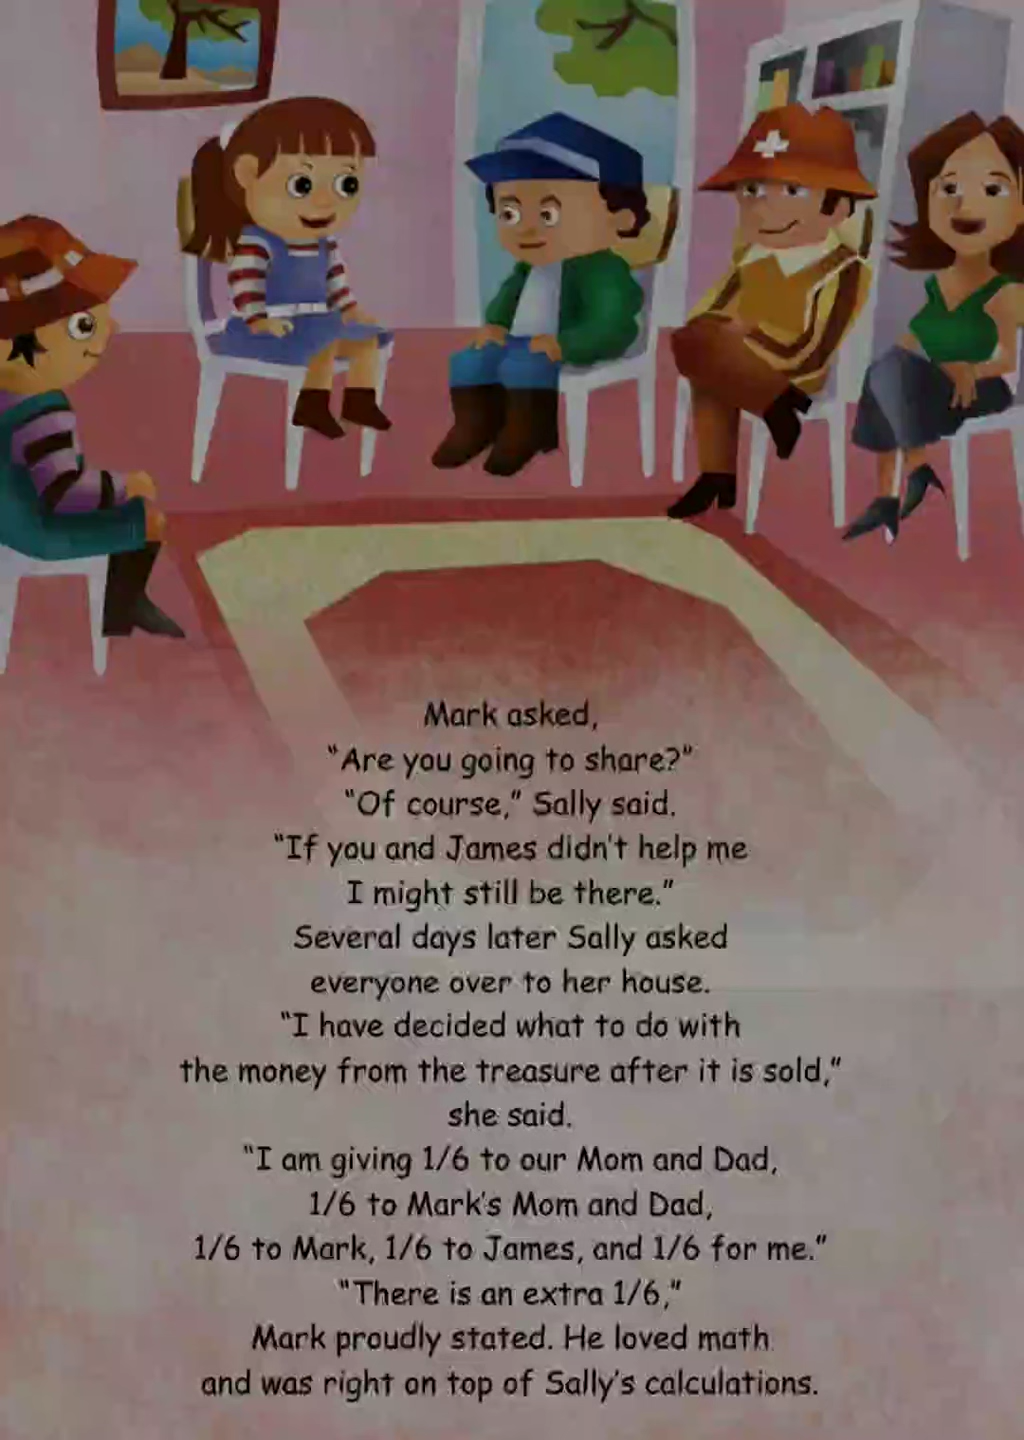 Mark asked,
"Are you going to share?"
"Of course," Sally said.
"If you and James didn't help me
I might still be there."
Several days later Sally asked
everyone over to her house.
"I have decided what to do with
the money from the treasure after it is sold,"
she said.
"I am giving 1/6 to our Mom and Dad,
1/6 to Mark's Mom and Dad,
1/6 to Mark, 1/6 to James, and 1/6 for me."
"There is an extra 1/6,"
Mark proudly stated. He loved math
and was right on top of Sally's calculations.